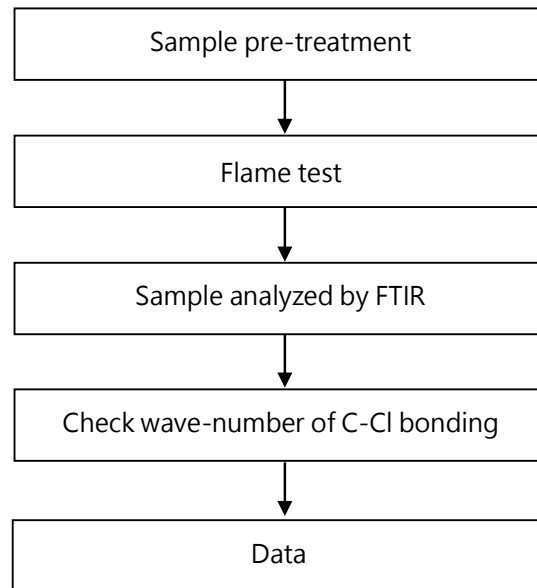 Sample pre-treatment
Flame test
Sample analyzed by FTIR
Check wave-number of C-Cl bonding
Data